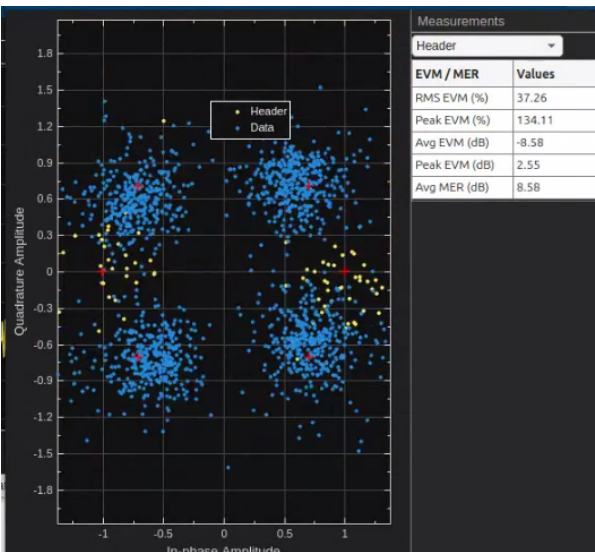 Measurements
Header
EVM / MER Values
RMS EVM (%) 37.26
Peak EVM (%) 134.11
Avg EVM (dB) -8.58
Peak EVM (dB) 2.55
Avg MER (dB) 8.58
Header
Data
Quadrature Amplitude
1.8
1.5
1.2
0.9
0.6
0.3
0
-0.3
-0.6
-0.9
-1.2
-1.5
-1.8
-1 -0.5 0 0.5 1
In-phase Amplitude